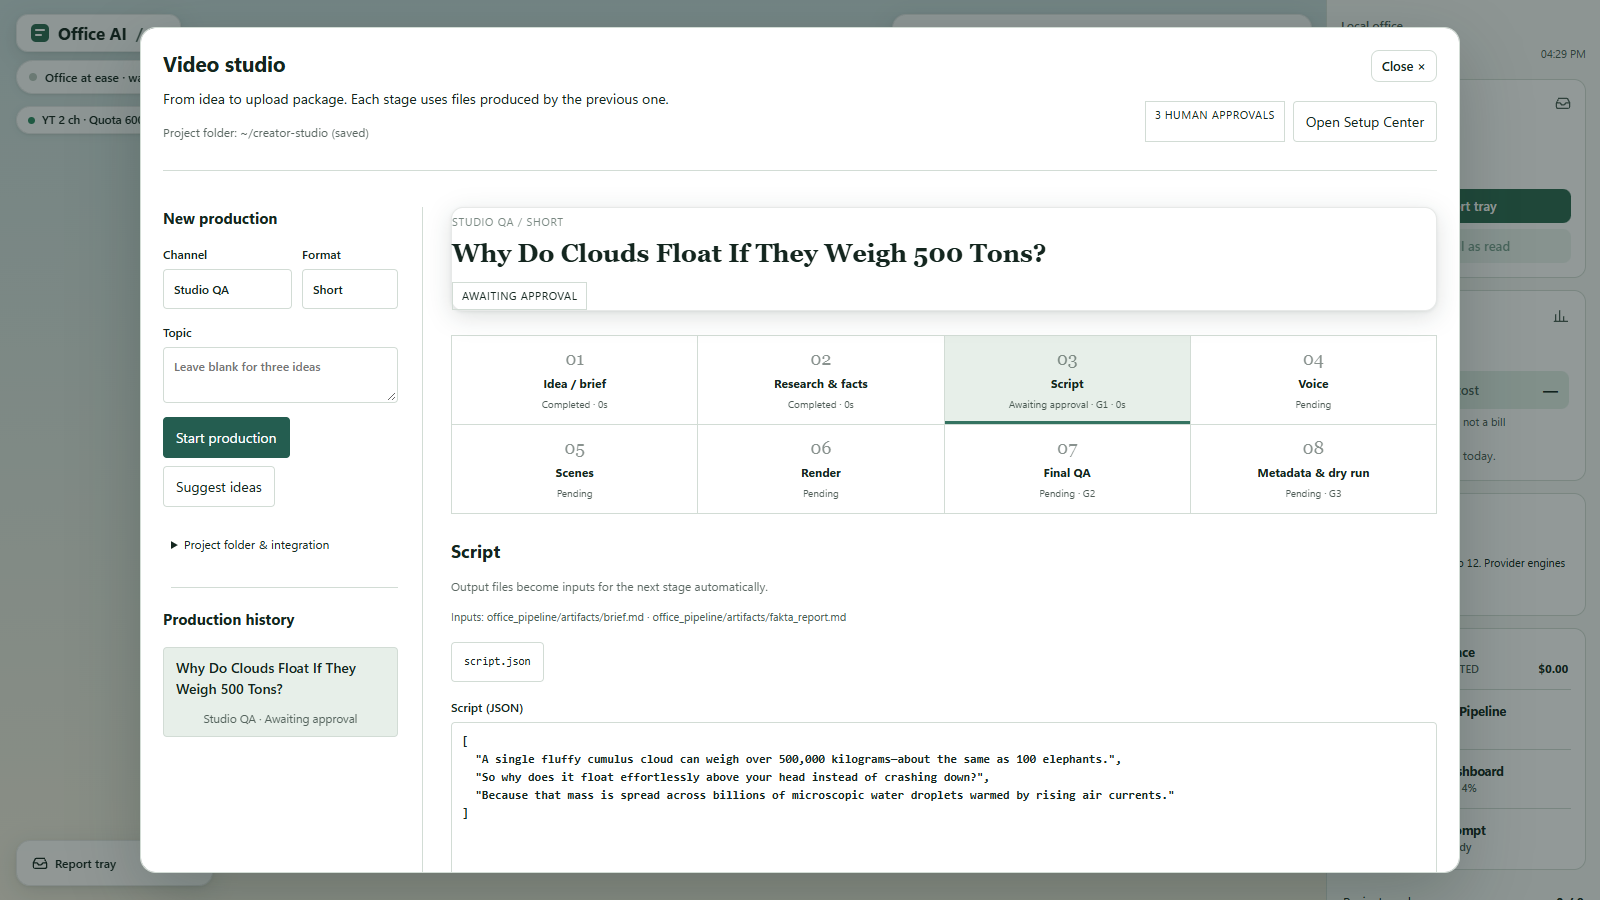 Office AI /
Local office
04:29 PM
Office at ease · wa
YT 2 ch · Quota 600
Video studio
Close ×
From idea to upload package. Each stage uses files produced by the previous one.
Project folder: ~/creator-studio (saved)
3 HUMAN APPROVALS
Open Setup Center
New production
Channel
Format
Studio QA
Short
Topic
Leave blank for three ideas
Start production
Suggest ideas
▶ Project folder & integration
Production history
Why Do Clouds Float If They
Weigh 500 Tons?
Studio QA · Awaiting approval
STUDIO QA / SHORT
Why Do Clouds Float If They Weigh 500 Tons?
AWAITING APPROVAL
01
Idea / brief
Completed · 0s
02
Research & facts
Completed · 0s
03
Script
Awaiting approval · G1 · 0s
04
Voice
Pending
05
Scenes
Pending
06
Render
Pending
07
Final QA
Pending · G2
08
Metadata & dry run
Pending · G3
Script
Output files become inputs for the next stage automatically.
Inputs: office_pipeline/artifacts/brief.md · office_pipeline/artifacts/fakta_report.md
script.json
Script (JSON)
[
"A single fluffy cumulus cloud can weigh over 500,000 kilograms—about the same as 100 elephants.",
"So why does it float effortlessly above your head instead of crashing down?",
"Because that mass is spread across billions of microscopic water droplets warmed by rising air currents."
]
rt tray
l as read
ost —
not a bill
today.
12. Provider engines
nce
TED $0.00
Pipeline
shboard
4%
ompt
dy
Report tray